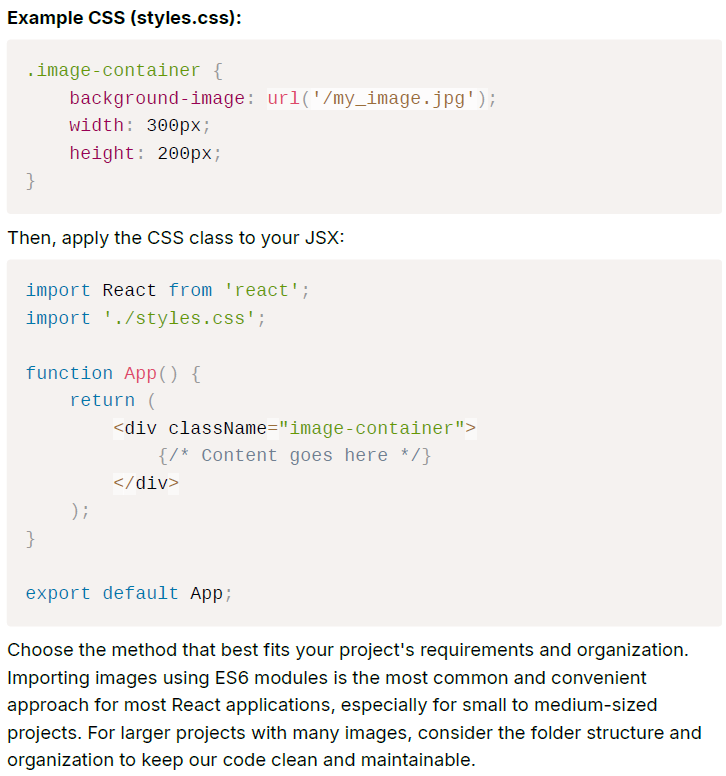 Example CSS (styles.css):
.image-container {
    background-image: url('/my_image.jpg');
    width: 300px;
    height: 200px;
}
Then, apply the CSS class to your JSX:
import React from 'react';
import './styles.css';
function App() {
    return (
        <div className="image-container">
            {/* Content goes here */}
        </div>
    );
}
export default App;
Choose the method that best fits your project's requirements and organization.
Importing images using ES6 modules is the most common and convenient
approach for most React applications, especially for small to medium-sized
projects. For larger projects with many images, consider the folder structure and
organization to keep our code clean and maintainable.